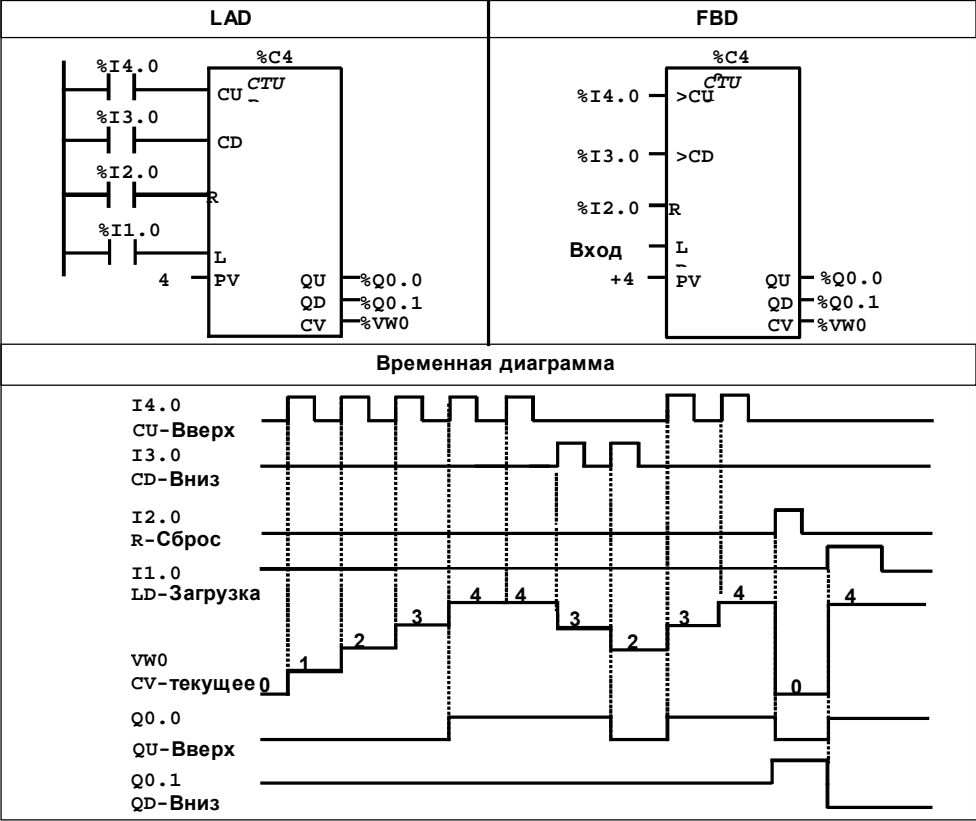 LAD
FBD
%C4
CTU
%I4.0
CU
%I3.0
CD
%I2.0
R
%I1.0
L
4
PV
QU
%Q0.0
QD
%Q0.1
CV
%VW0
%C4
CTU
%I4.0
>CU
%I3.0
>CD
%I2.0
R
Вход
L
+4
PV
QU
%Q0.0
QD
%Q0.1
CV
%VW0
Временная диаграмма
I4.0
CU-Вверх
I3.0
CD-Вниз
I2.0
R-Сброс
I1.0
LD-Загрузка
4 4 4 4
3 3 3
2 2
VW0
1
CV-текущее 0
0
Q0.0
QU-Вверх
Q0.1
QD-Вниз